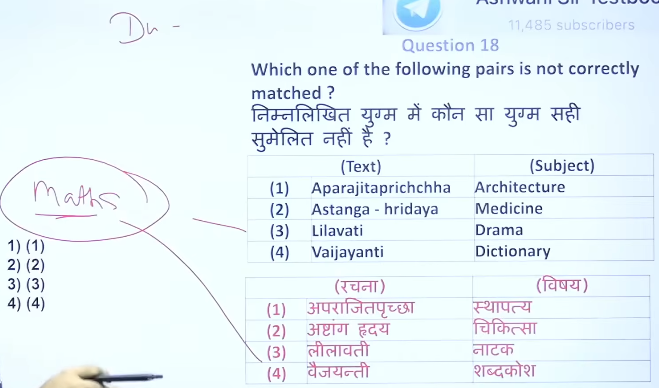 11,485 subscribers
Question 18
Which one of the following pairs is not correctly
matched ?
निम्नलिखित युग्म में कौन सा युग्म सही
सुमेलित नहीं है ?
(Text) (Subject)
(1) Aparajitaprichchha Architecture
(2) Astanga - hridaya Medicine
(3) Lilavati Drama
(4) Vaijayanti Dictionary
Maths
1) (1)
2) (2)
3) (3)
4) (4)
(रचना) (विषय)
(1) अपराजितपृच्छा स्थापत्य
(2) अष्टांग हृदय चिकित्सा
(3) लीलावती नाटक
(4) वैजयन्ती शब्दकोश